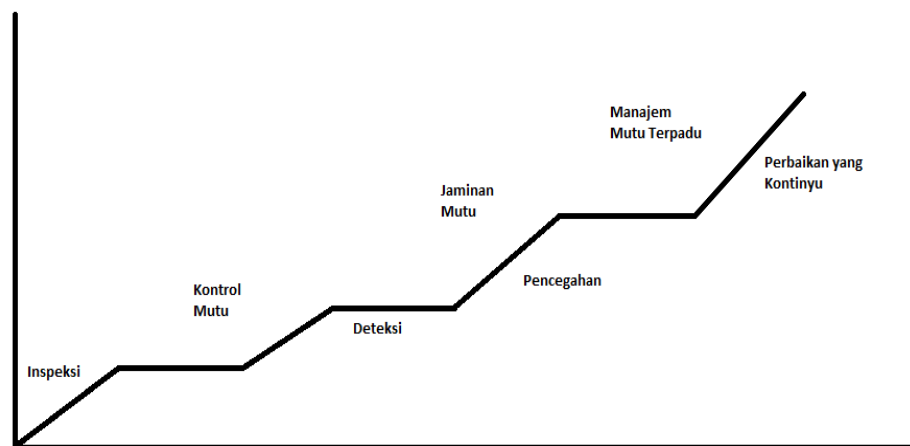 Manajem
Mutu Terpadu
Perbaikan yang
Kontinyu
Jaminan
Mutu
Pencegahan
Kontrol
Mutu
Deteksi
Inspeksi